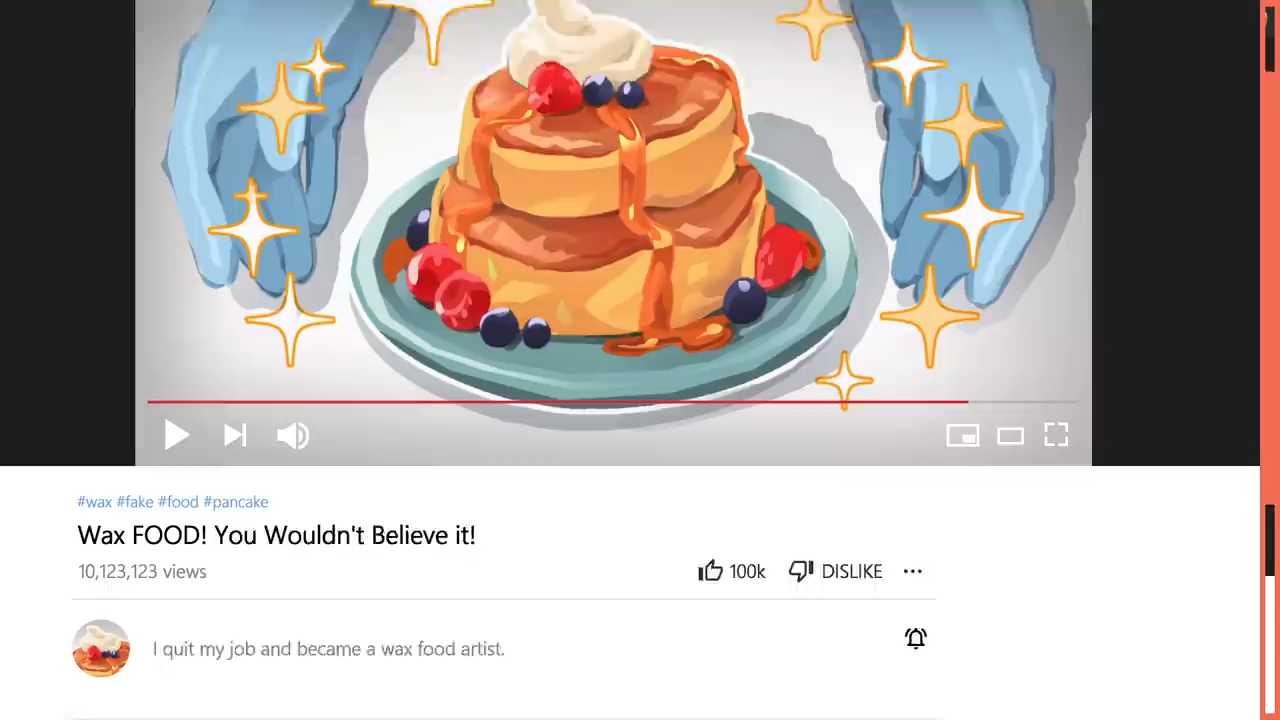 #wax #fake #food #pancake
Wax FOOD! You Wouldn't Believe it!
10,123,123 views
100k DISLIKE
I quit my job and became a wax food artist.